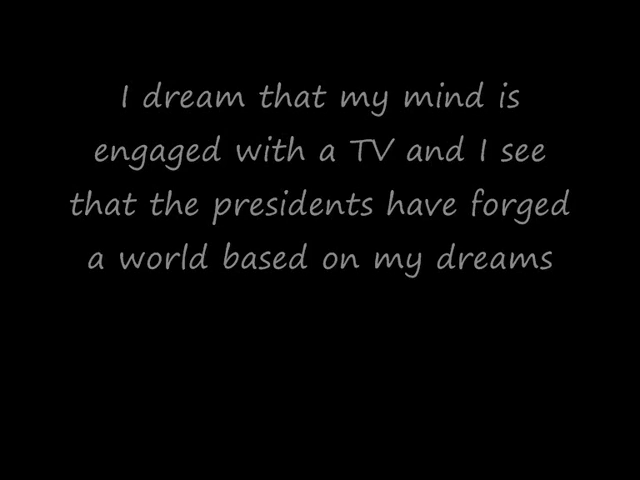 I dream that my mind is
engaged with a TV and I see
that the presidents have forged
a world based on my dreams